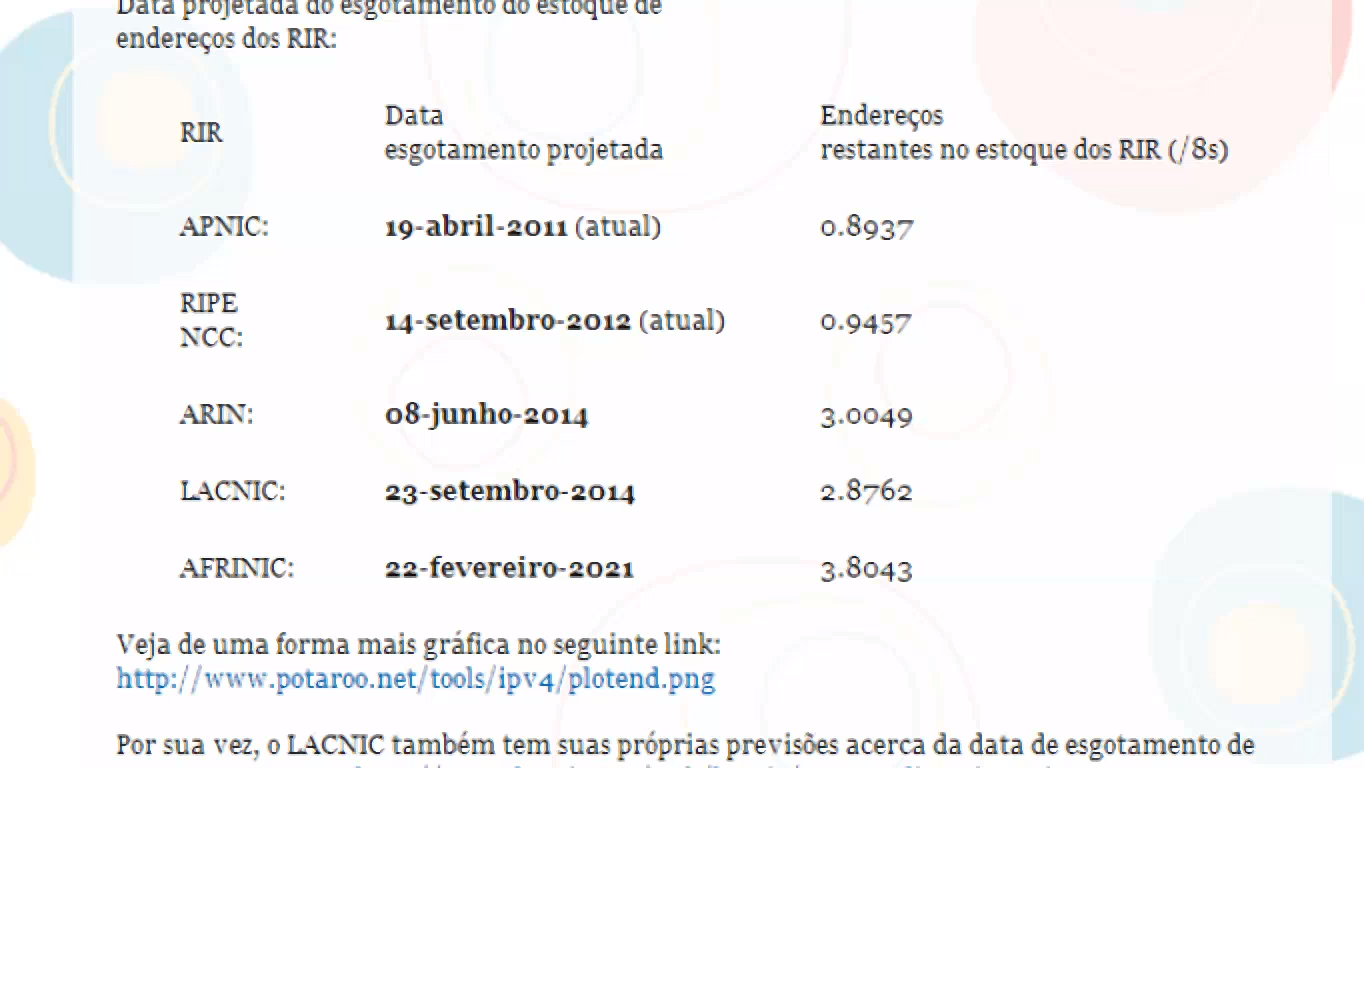 Data projetada do esgotamento do estoque de
endereços dos RIR:
RIR
Data
esgotamento projetada
Endereços
restantes no estoque dos RIR (/8s)
APNIC:
19-abril-2011 (atual)
0.8937
RIPE
NCC:
14-setembro-2012 (atual)
0.9457
ARIN:
08-junho-2014
3.0049
LACNIC:
23-setembro-2014
2.8762
AFRINIC:
22-fevereiro-2021
3.8043
Veja de uma forma mais gráfica no seguinte link:
http://www.potaroo.net/tools/ipv4/plotend.png
Por sua vez, o LACNIC também tem suas próprias previsões acerca da data de esgotamento de